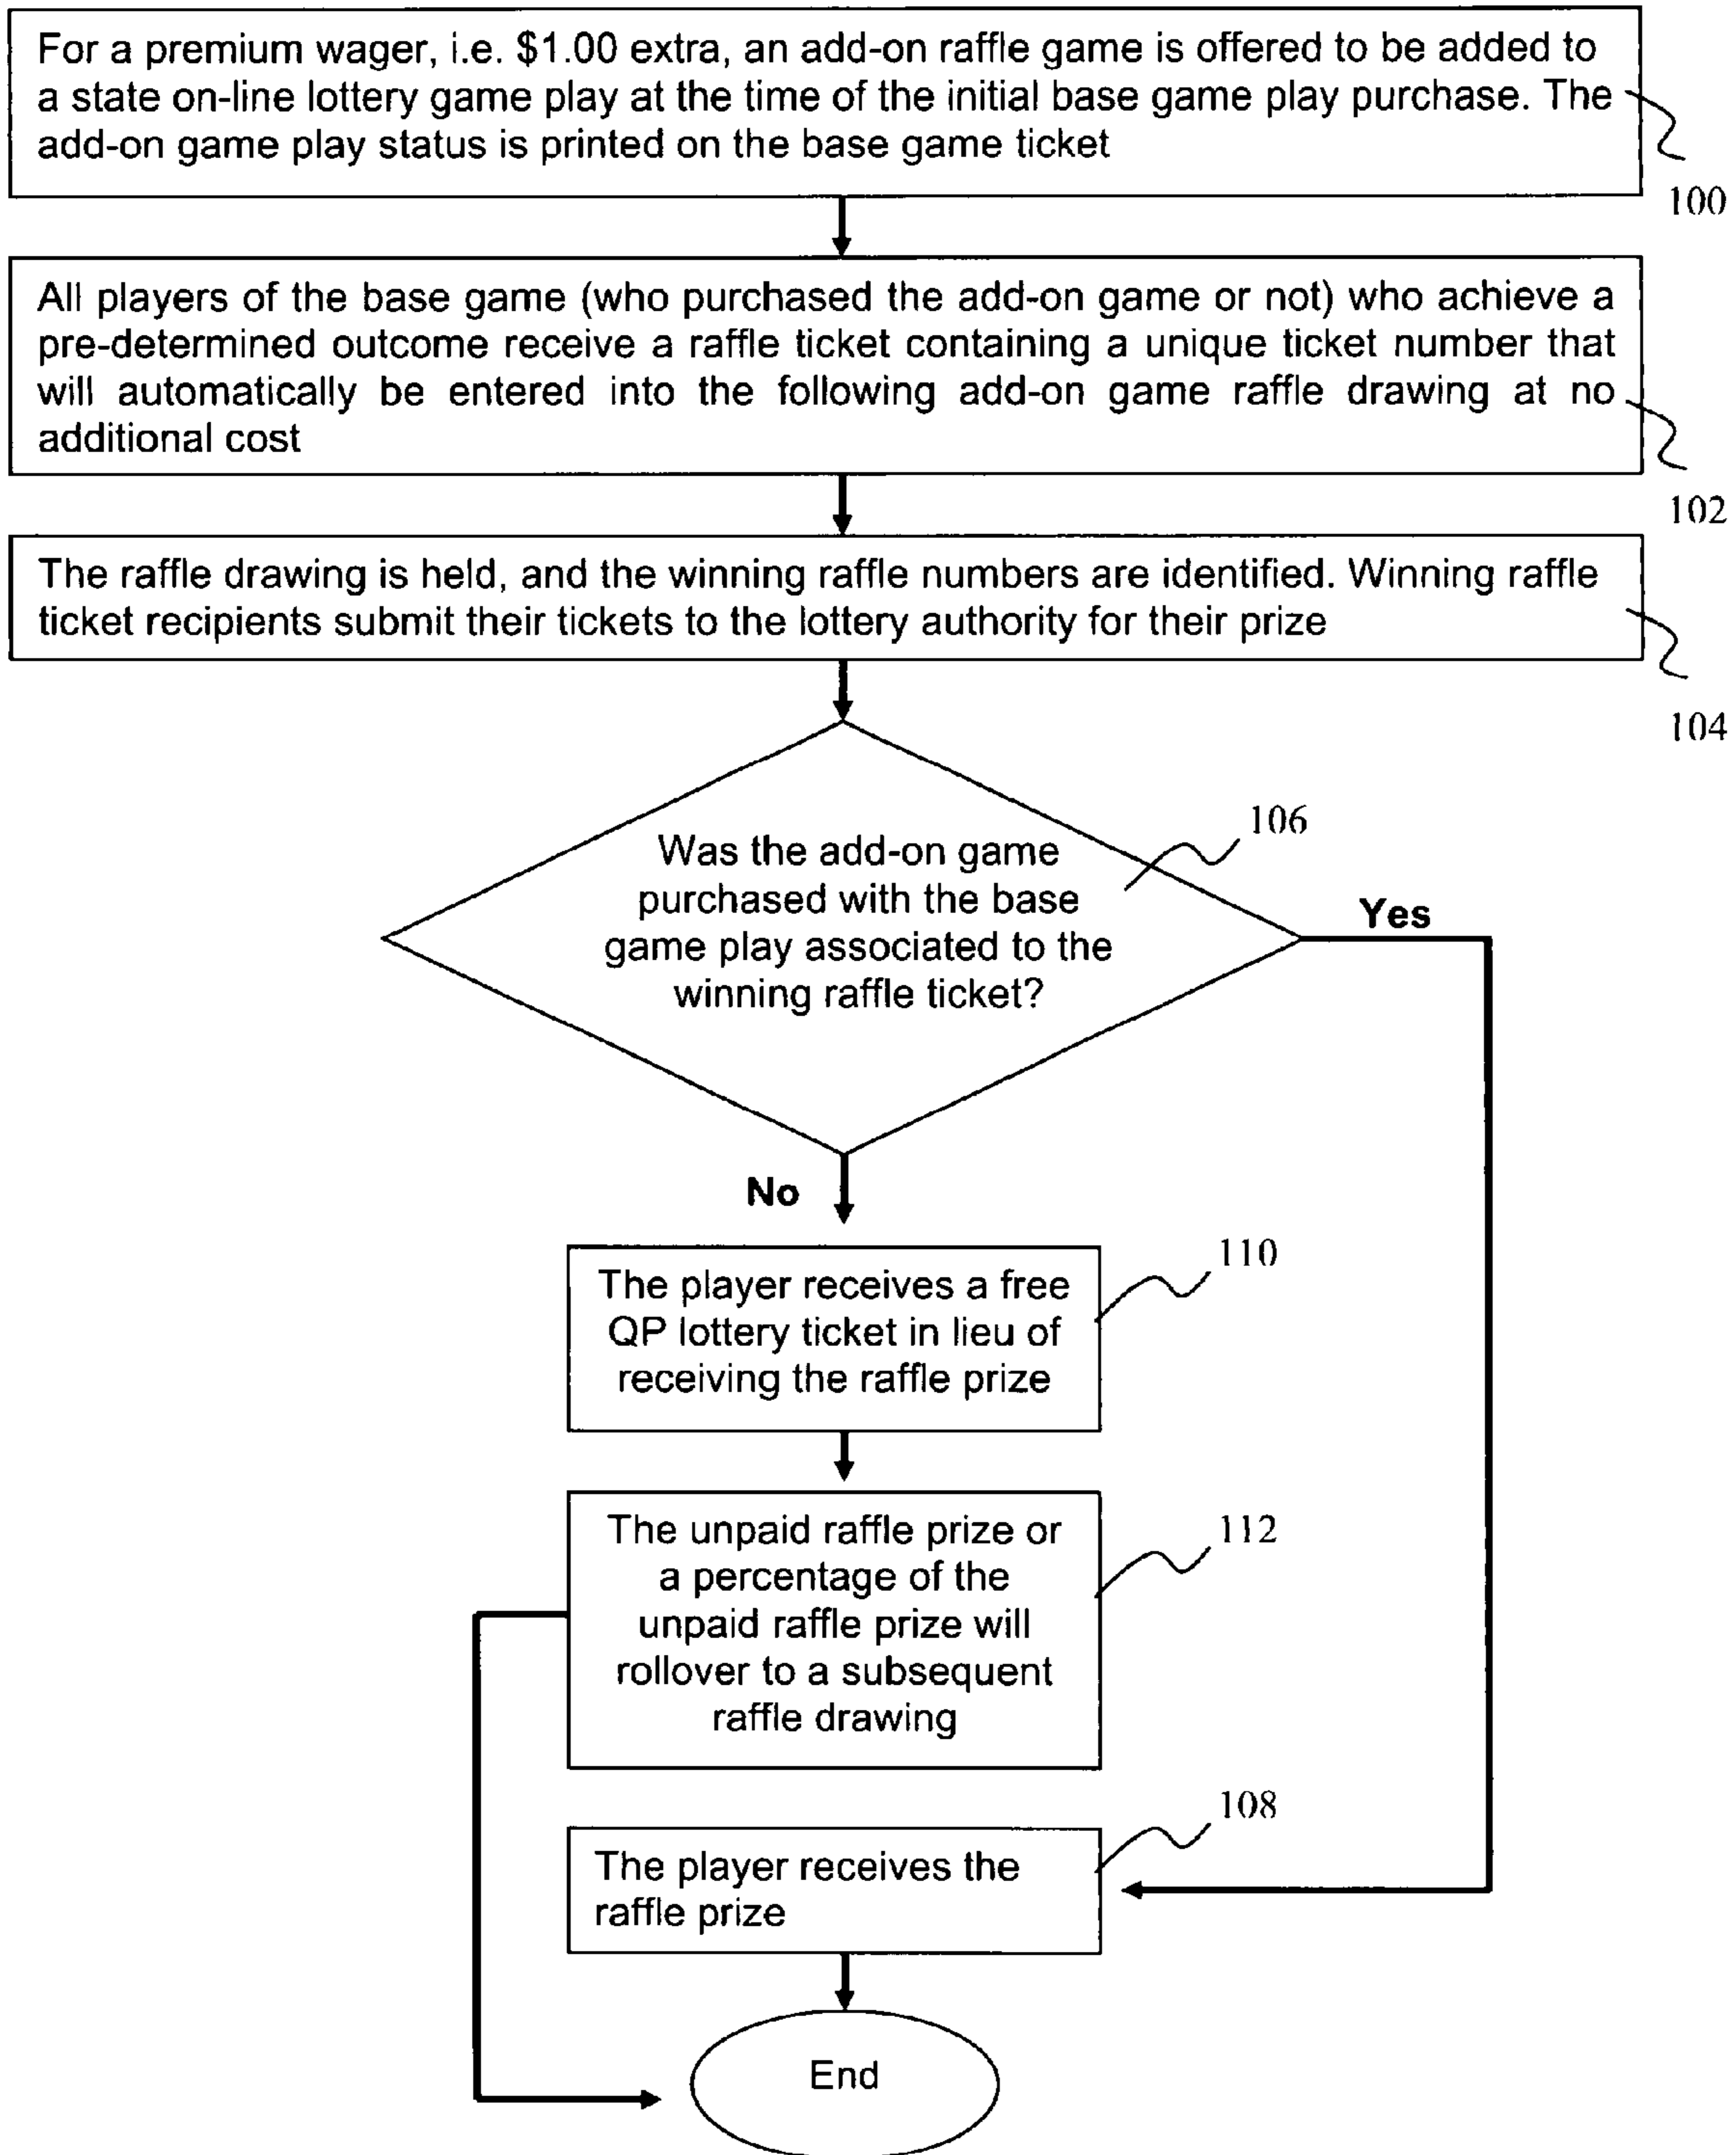 For a premium wager, i.e. $1.00 extra, an add-on raffle game is offered to be added to
a state on-line lottery game play at the time of the initial base game play purchase. The
add-on game play status is printed on the base game ticket
100
All players of the base game (who purchased the add-on game or not) who achieve a
pre-determined outcome receive a raffle ticket containing a unique ticket number that
will automatically be entered into the following add-on game raffle drawing at no
additional cost
102
The raffle drawing is held, and the winning raffle numbers are identified. Winning raffle
ticket recipients submit their tickets to the lottery authority for their prize
104
106
Was the add-on game
purchased with the base
game play associated to the
winning raffle ticket?
Yes
No
110
The player receives a free
QP lottery ticket in lieu of
receiving the raffle prize
112
The unpaid raffle prize or
a percentage of the
unpaid raffle prize will
rollover to a subsequent
raffle drawing
108
The player receives the
raffle prize
End